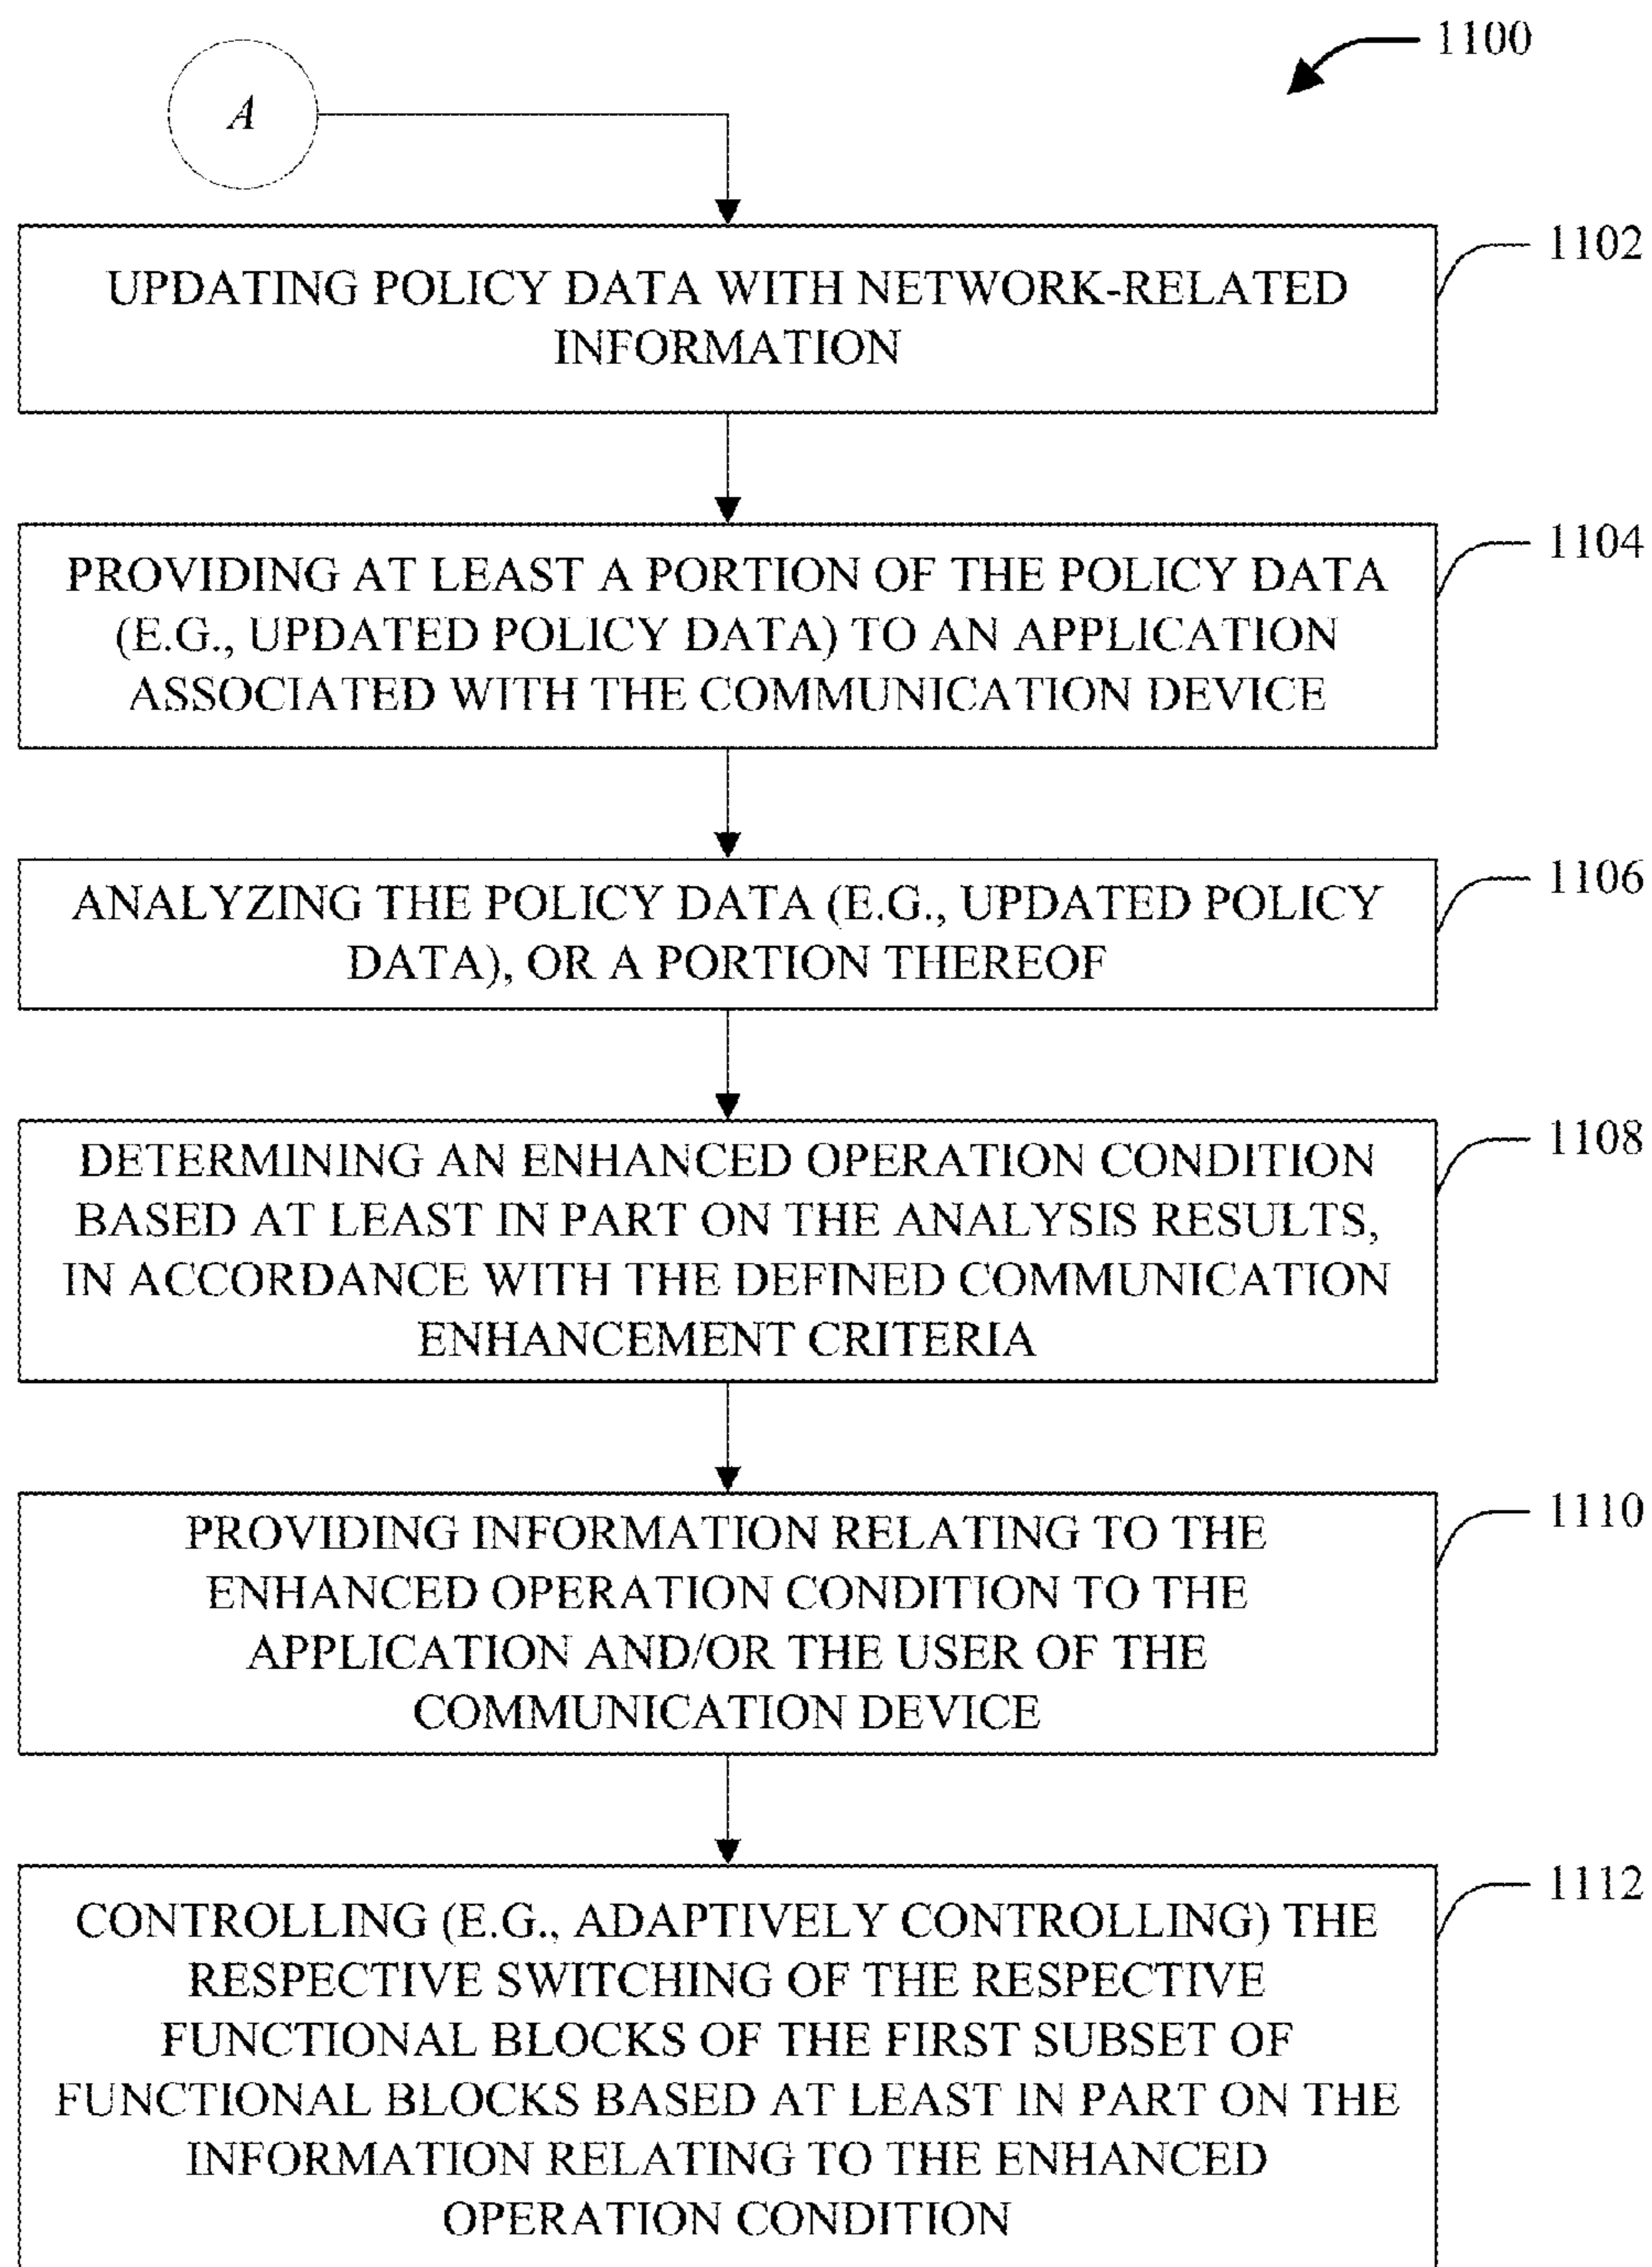 1100
A
1102
UPDATING POLICY DATA WITH NETWORK-RELATED
INFORMATION
1104
PROVIDING AT LEAST A PORTION OF THE POLICY DATA
(E.G., UPDATED POLICY DATA) TO AN APPLICATION
ASSOCIATED WITH THE COMMUNICATION DEVICE
1106
ANALYZING THE POLICY DATA (E.G., UPDATED POLICY
DATA), OR A PORTION THEREOF
1108
DETERMINING AN ENHANCED OPERATION CONDITION
BASED AT LEAST IN PART ON THE ANALYSIS RESULTS,
IN ACCORDANCE WITH THE DEFINED COMMUNICATION
ENHANCEMENT CRITERIA
1110
PROVIDING INFORMATION RELATING TO THE
ENHANCED OPERATION CONDITION TO THE
APPLICATION AND/OR THE USER OF THE
COMMUNICATION DEVICE
1112
CONTROLLING (E.G., ADAPTIVELY CONTROLLING) THE
RESPECTIVE SWITCHING OF THE RESPECTIVE
FUNCTIONAL BLOCKS OF THE FIRST SUBSET OF
FUNCTIONAL BLOCKS BASED AT LEAST IN PART ON THE
INFORMATION RELATING TO THE ENHANCED
OPERATION CONDITION